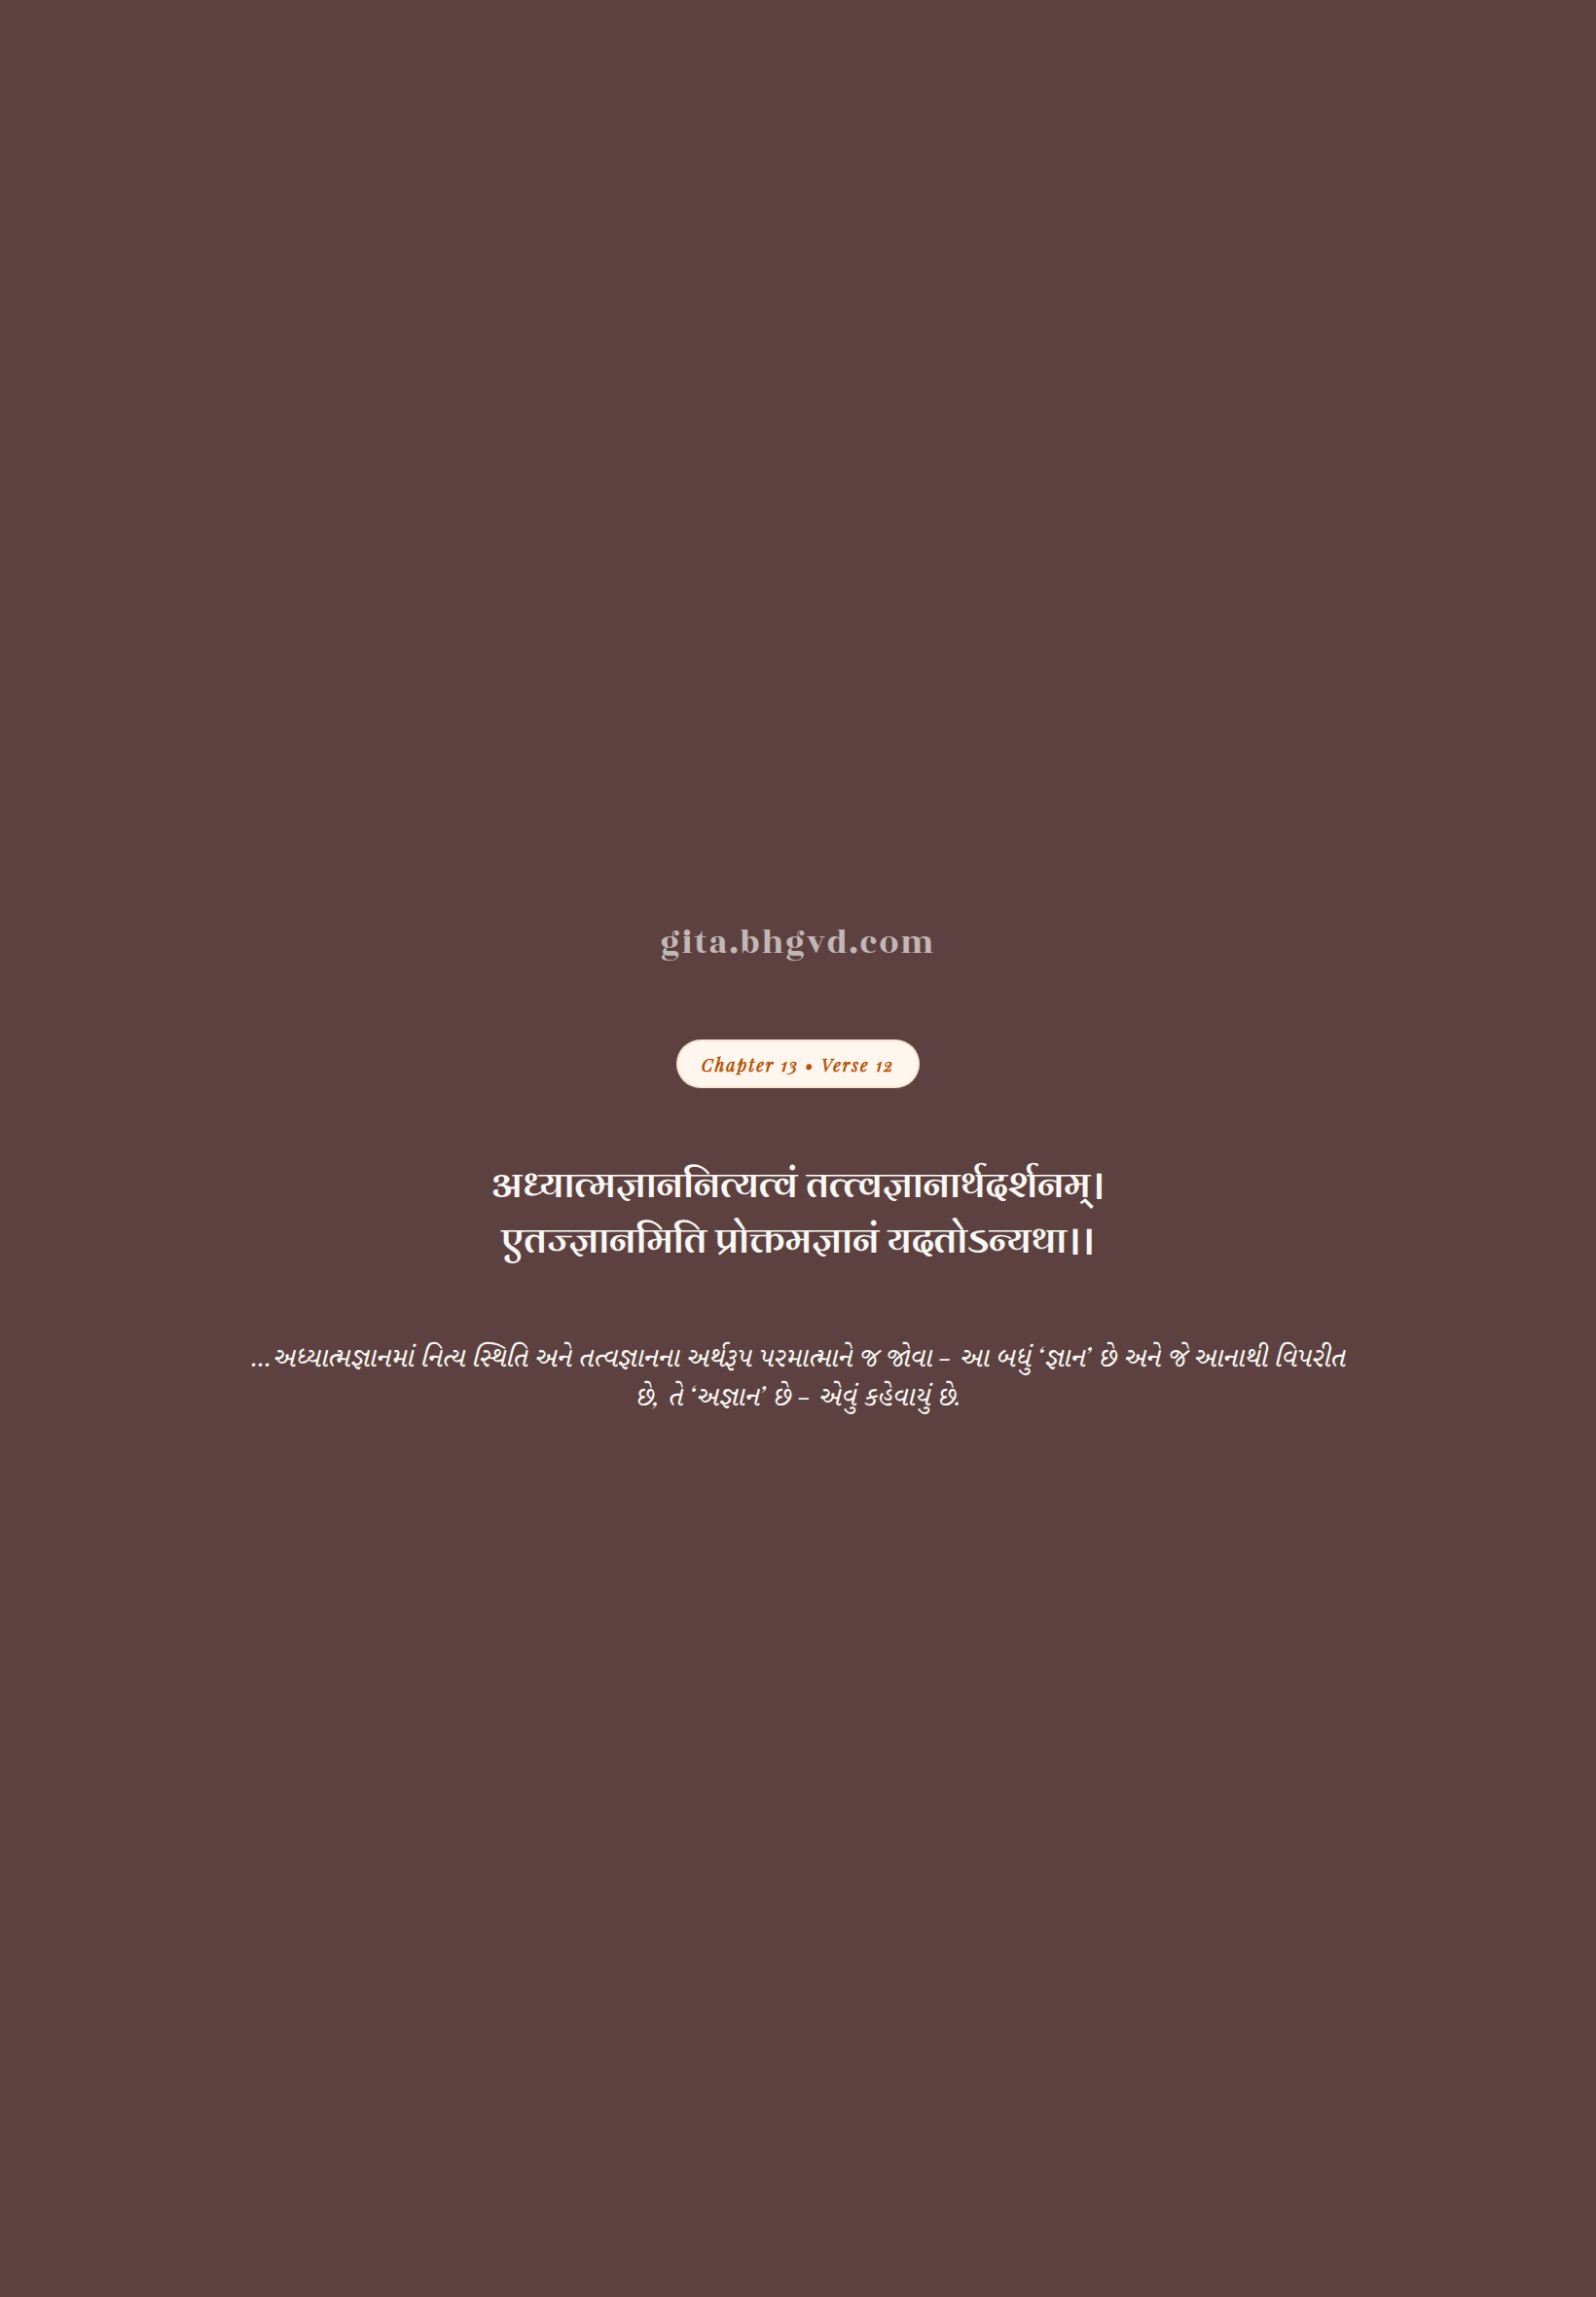 gita.bhgvd.com
Chapter 13 • Verse 12
अध्यात्मज्ञाननित्यत्वं तत्त्वज्ञानार्थदर्शनम्।
एतज्ज्ञानमिति प्रोक्तमज्ञानं यदतोऽन्यथा।।
...અધ્યાત્મજ્ઞાનમાં નિત્ય સ્થિતિ અને તત્વજ્ઞાનના અર્થરૂપ પરમાત્માને જ જોવા – આ બધું ‘જ્ઞાન’ છે અને જે આનાથી વિપરીત
છે, તે ‘અજ્ઞાન’ છે – એવું કહેવાયું છે.